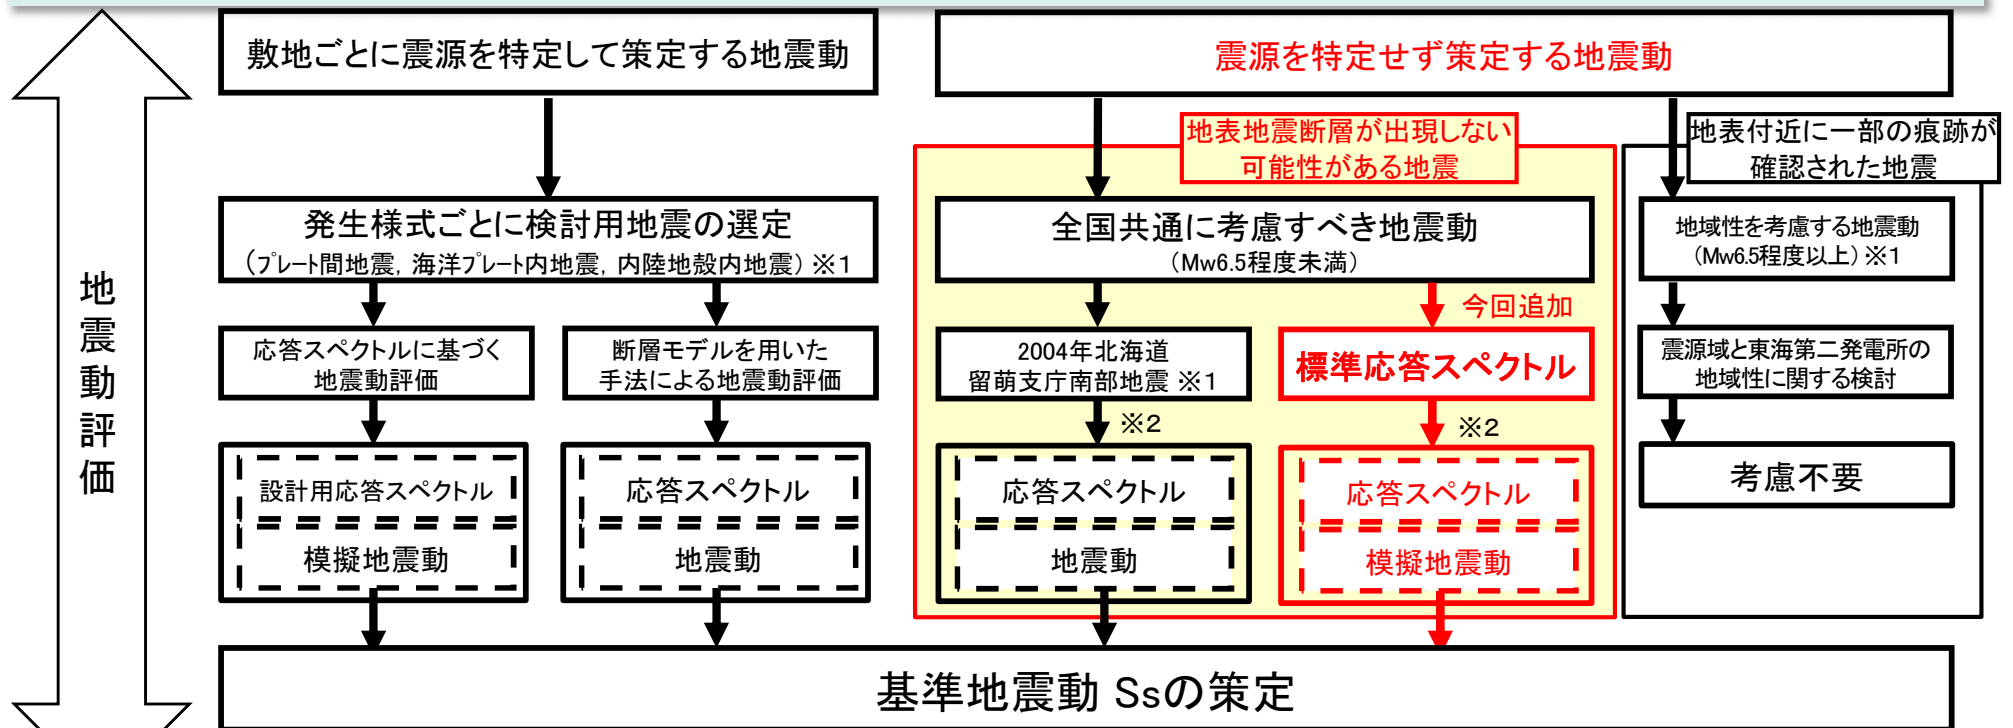 敷地ごとに震源を特定して策定する地震動
震源を特定せず策定する地震動
地表地震断層が出現しない
可能性がある地震
地表付近に一部の痕跡が
確認された地震
発生様式ごとに検討用地震の選定
(プレート間地震, 海洋プレート内地震, 内陸地殻内地震) ※1
全国共通に考慮すべき地震動
(Mw6.5程度未満)
地域性を考慮する地震動
(Mw6.5程度以上) ※1
今回追加
地震動評価
応答スペクトルに基づく
地震動評価
断層モデルを用いた
手法による地震動評価
2004年北海道
留萌支庁南部地震 ※1
標準応答スペクトル
震源域と東海第二発電所の
地域性に関する検討
※2
※2
設計用応答スペクトル
模擬地震動
応答スペクトル
地震動
応答スペクトル
地震動
応答スペクトル
模擬地震動
考慮不要
基準地震動 Ssの策定